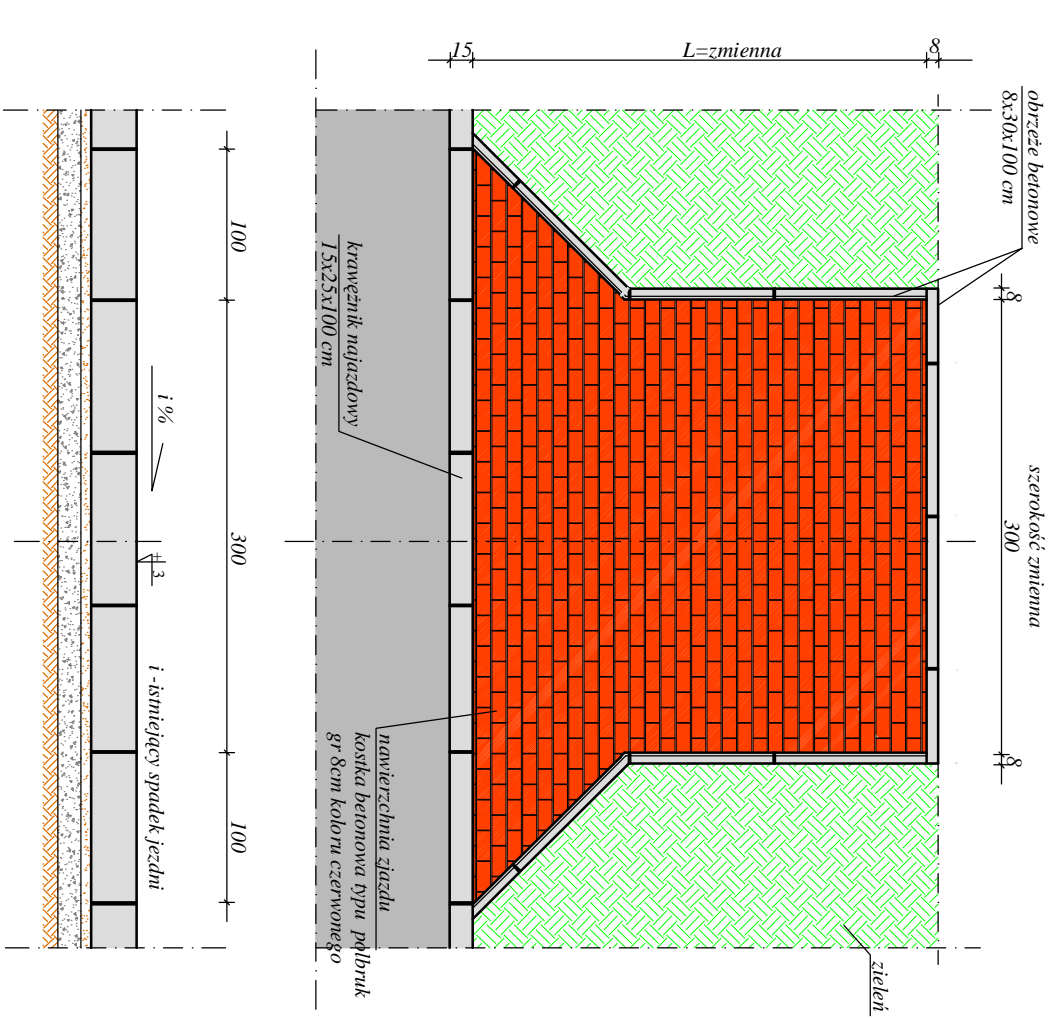 15
L=zmienna
8
obrzeże betonowe
8x30x100 cm
8
szerokość zmienna
300
8
krawężnik najazdowy
15x25x100 cm
nawierzchnia zjazdu
kostka betonowa typu polbruk
gr 8cm koloru czerwonego
zieleń
100
300
100
i %
± 3
i - istniejący spadek jezdni